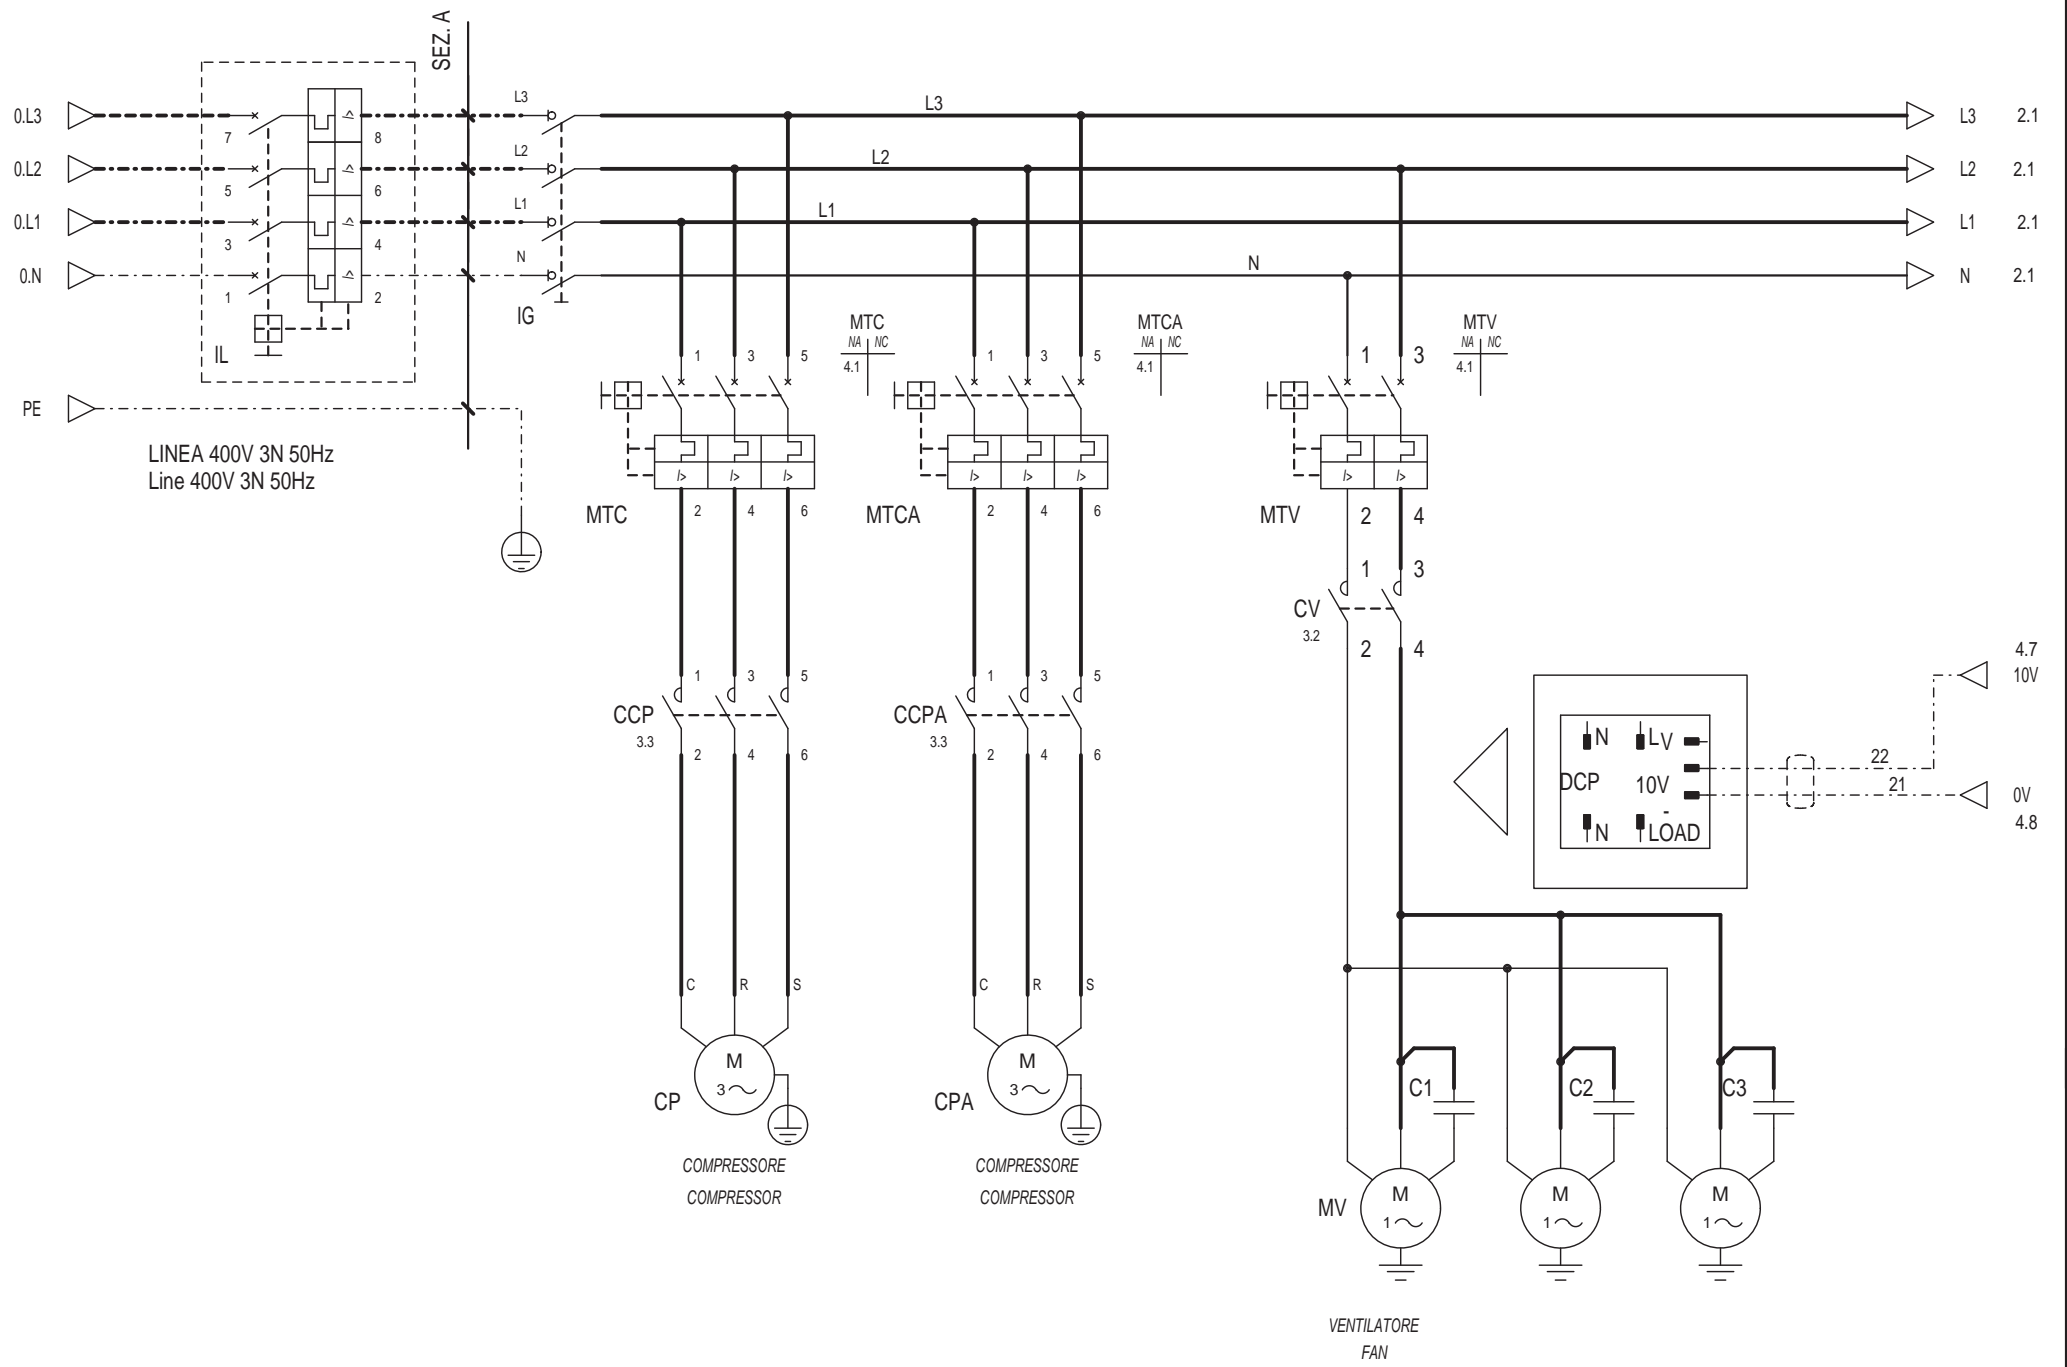 SEZ. A
0.L3
7
8
L3
L3
L3 2.1
0.L2
5
6
L2
L2
L2 2.1
0.L1
3
4
L1
L1
L1 2.1
0.N
1
2
N
N
N 2.1
IL
IG
PE
LINEA 400V 3N 50Hz
Line 400V 3N 50Hz
MTC
NA NC
4.1
MTCA
NA NC
4.1
MTV
NA NC
4.1
1 3 5
1 3 5
1 3
I> I> I>
I> I> I>
I> I>
MTC
2 4 6
MTCA
2 4 6
MTV
2 4
1 3
CV
3.2
2 4
1 3 5
CCP
3.3
2 4 6
1 3 5
CCPA
3.3
2 4 6
4.7
10V
N L V
DCP 10V
-
N LOAD
22
21
0V
4.8
C R S
C R S
M
3
CP
M
3
CPA
COMPRESSORE
COMPRESSOR
COMPRESSORE
COMPRESSOR
C1
C2
C3
MV
M
1
M
1
M
1
VENTILATORE
FAN